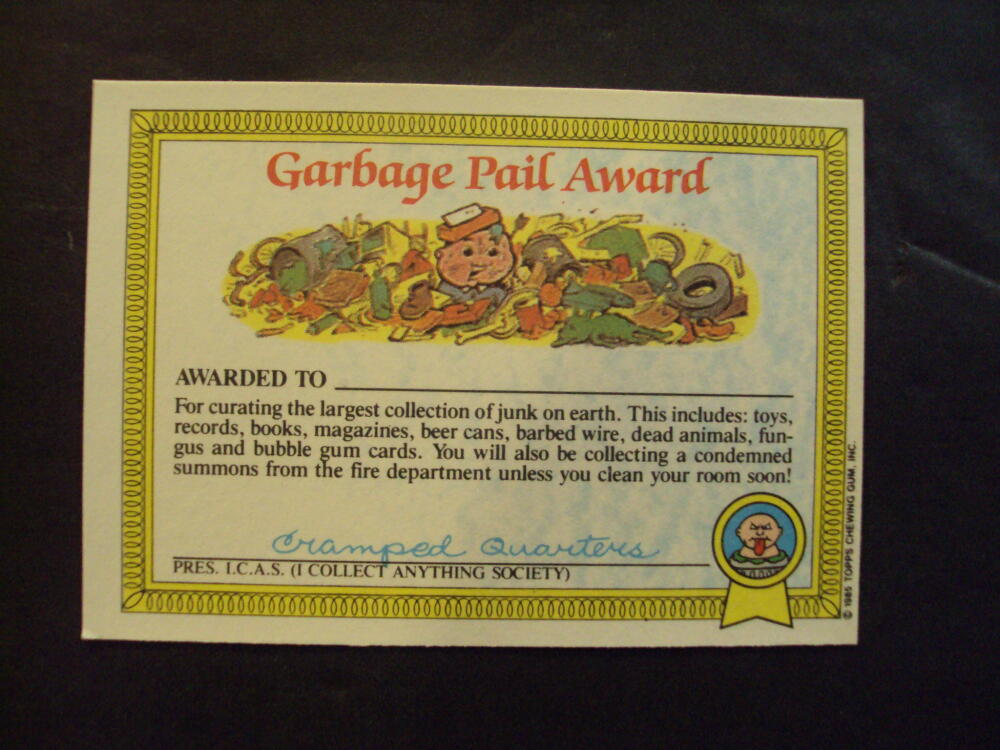 Garbage Pail Award
AWARDED TO
For curating the largest collection of junk on earth. This includes: toys,
records, books, magazines, beer cans, barbed wire, dead animals, fun-
gus and bubble gum cards. You will also be collecting a condemned
summons from the fire department unless you clean your room soon!
Cramped Quarters
PRES. I.C.A.S. (I COLLECT ANYTHING SOCIETY)
© 1985 TOPPS CHEWING GUM, INC.